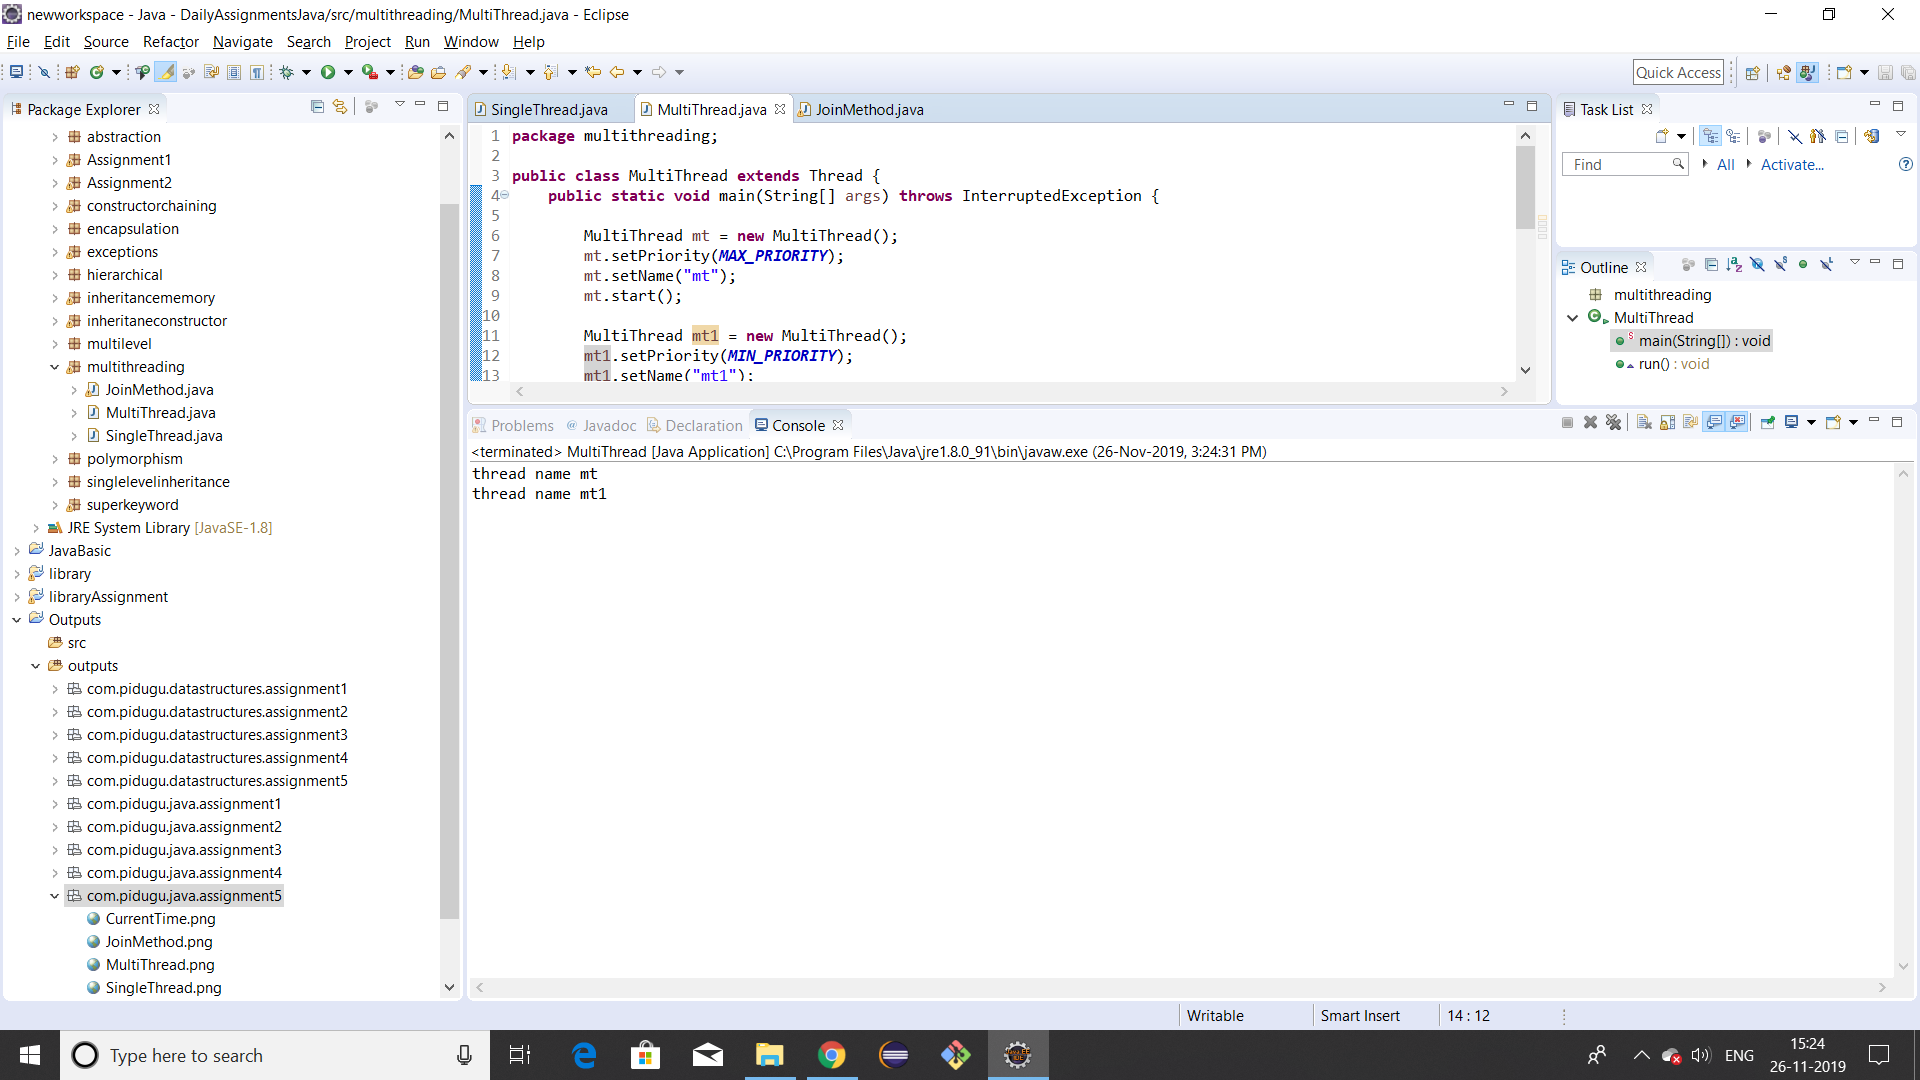 newworkspace - Java - DailyAssignmentsJava/src/multithreading/MultiThread.java - Eclipse
File Edit Source Refactor Navigate Search Project Run Window Help
Quick Access
Package Explorer
abstraction
Assignment1
Assignment2
constructorchaining
encapsulation
exceptions
hierarchical
inheritancememory
inheritaneconstructor
multilevel
multithreading
JoinMethod.java
MultiThread.java
SingleThread.java
polymorphism
singlelevelinheritance
superkeyword
JRE System Library [JavaSE-1.8]
JavaBasic
library
libraryAssignment
Outputs
src
outputs
com.pidugu.datastructures.assignment1
com.pidugu.datastructures.assignment2
com.pidugu.datastructures.assignment3
com.pidugu.datastructures.assignment4
com.pidugu.datastructures.assignment5
com.pidugu.java.assignment1
com.pidugu.java.assignment2
com.pidugu.java.assignment3
com.pidugu.java.assignment4
com.pidugu.java.assignment5
CurrentTime.png
JoinMethod.png
MultiThread.png
SingleThread.png
SingleThread.java MultiThread.java JoinMethod.java
1 package multithreading;
2
3 public class MultiThread extends Thread {
4 public static void main(String[] args) throws InterruptedException {
5
6 MultiThread mt = new MultiThread();
7 mt.setPriority(MAX_PRIORITY);
8 mt.setName("mt");
9 mt.start();
10
11 MultiThread mt1 = new MultiThread();
12 mt1.setPriority(MIN_PRIORITY);
13 mt1.setName("mt1");
Problems Javadoc Declaration Console
<terminated> MultiThread [Java Application] C:\Program Files\Java\jre1.8.0_91\bin\javaw.exe (26-Nov-2019, 3:24:31 PM)
thread name mt
thread name mt1
Task List
Find All Activate...
Outline
multithreading
MultiThread
main(String[]) : void
run() : void
Writable Smart Insert 14 : 12
Type here to search
ENG
15:24
26-11-2019